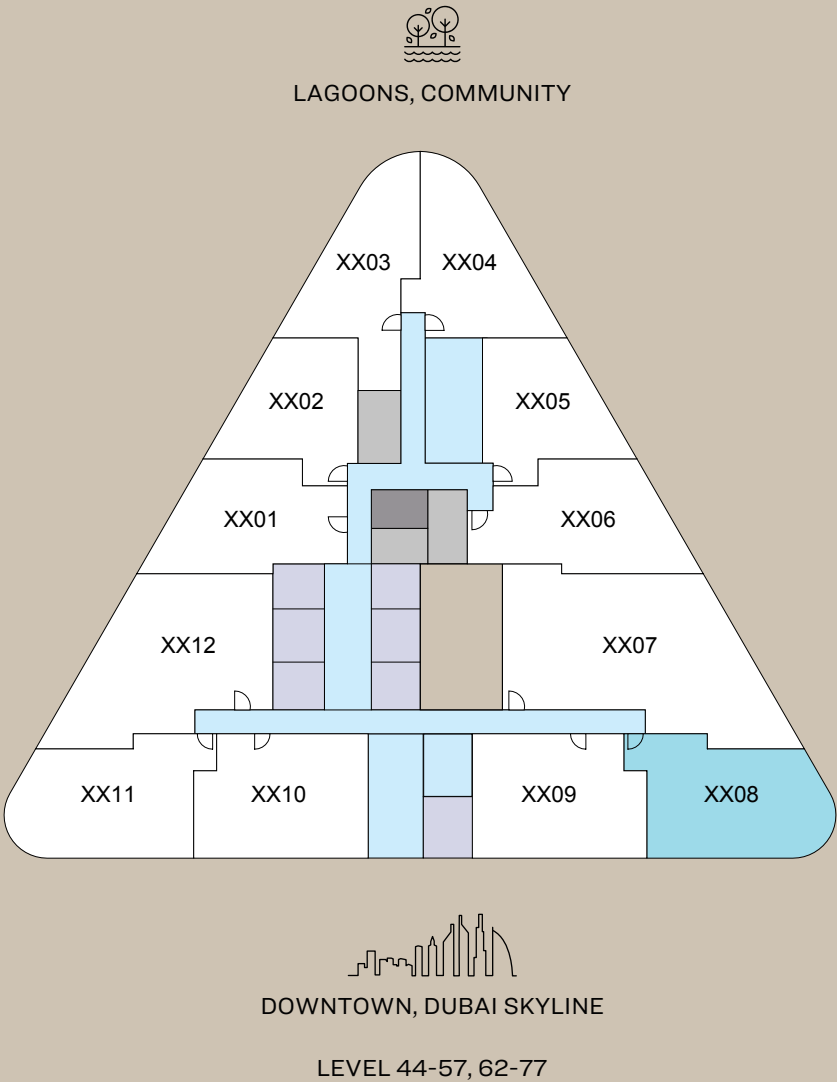 LAGOONS, COMMUNITY
XX03
XX04
XX02
XX05
XX01
XX06
XX12
XX07
XX11
XX10
XX09
XX08
DOWNTOWN, DUBAI SKYLINE
LEVEL 44-57, 62-77